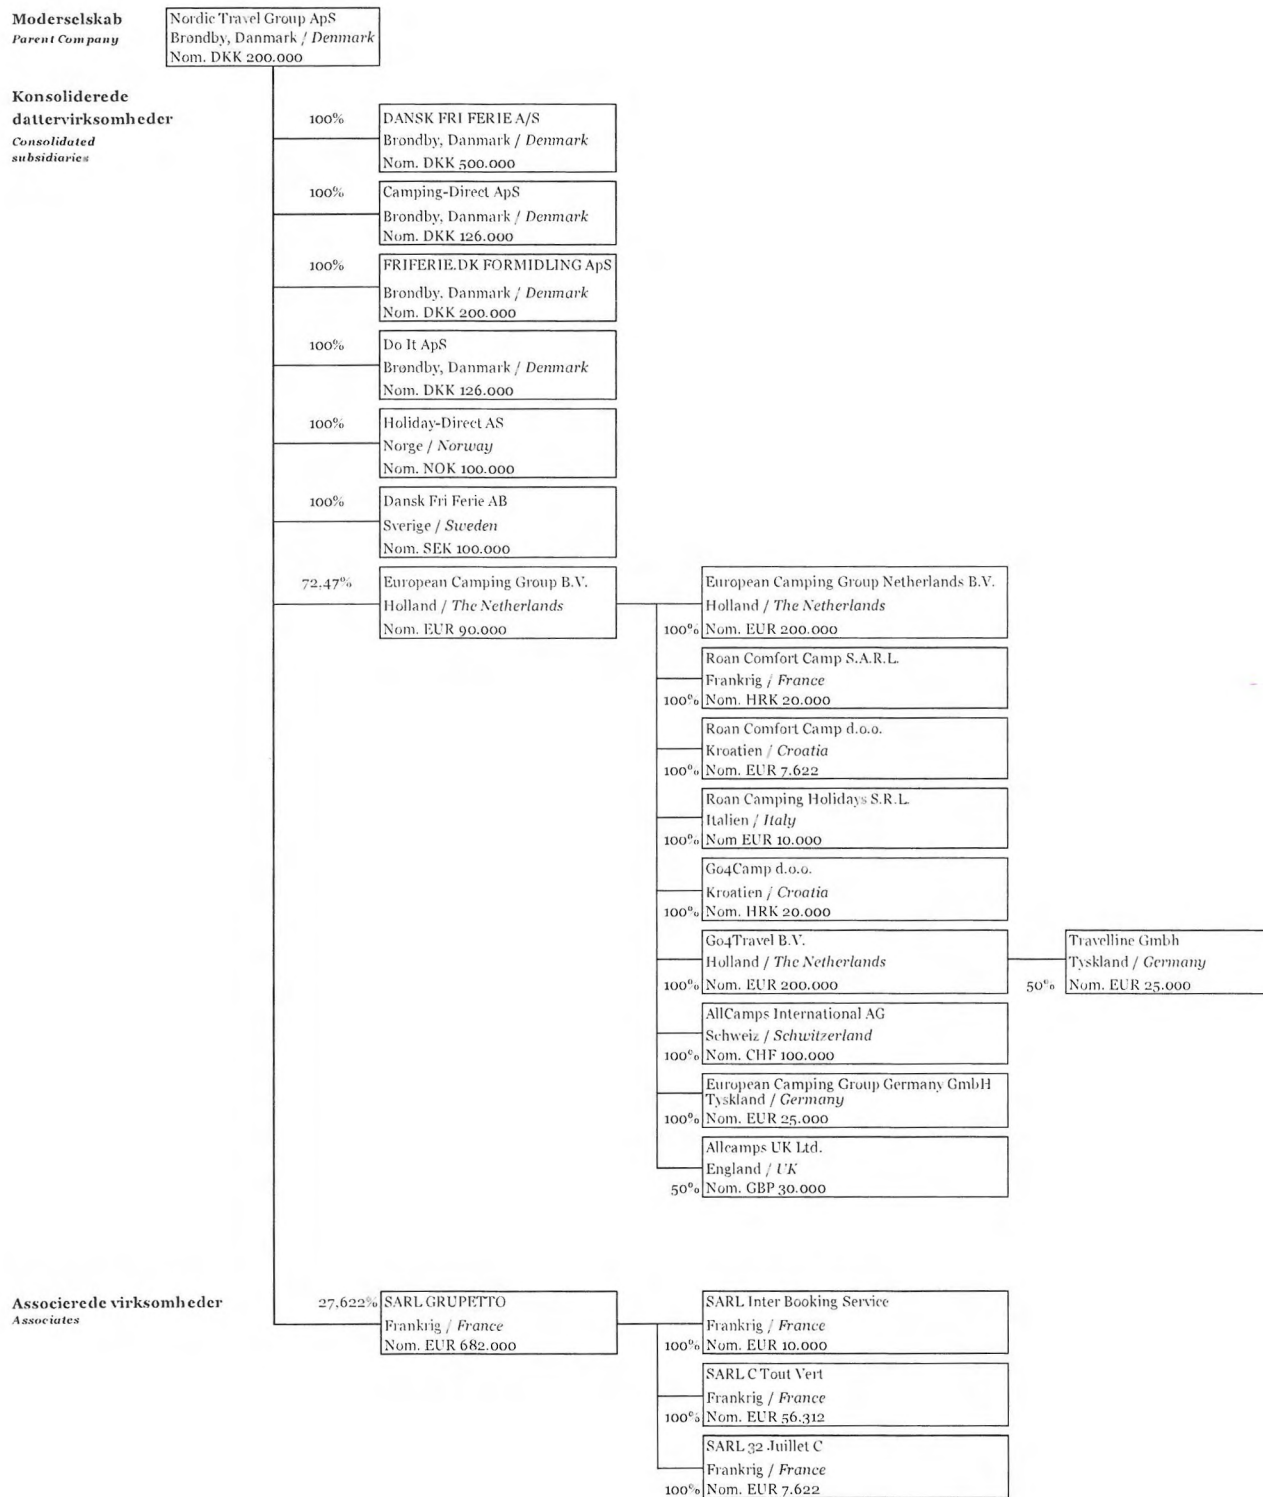 Moderselskab
Parent Company
Nordic Travel Group ApS
Brøndby, Danmark / Denmark
Nom. DKK 200.000
Konsoliderede
dattervirksomheder
Consolidated
subsidiaries
100%
DANSK FRI FERIE A/S
Brøndby, Danmark / Denmark
Nom. DKK 500.000
100%
Camping-Direct ApS
Brøndby, Danmark / Denmark
Nom. DKK 126.000
100%
FRIFERIE.DK FORMIDLING ApS
Brøndby. Danmark / Denmark
Nom. DKK 200.000
100%
Do It ApS
Brøndby, Danmark / Denmark
Nom. DKK 126.000
100%
Holiday-Direct AS
Norge / Norway
Nom. NOK 100.000
100%
Dansk Fri Ferie AB
Sverige / Sweden
Nom. SEK 100.000
72,47%
European Camping Group B.V.
Holland / The Netherlands
Nom. EUR 90.000
European Camping Group Netherlands B.V.
Holland / The Netherlands
100% Nom. EUR 200.000
Roan Comfort Camp S.A.R.L.
Frankrig / France
100% Nom. HRK 20.000
Roan Comfort Camp d.o.o.
Kroatien / Croatia
100% Nom. EUR 7.622
Roan Camping Holidays S.R.L.
Italien / Italy
100% Nom EUR 10.000
Go4Camp d.o.o.
Kroatien / Croatia
100% Nom. HRK 20.000
Go4Travel B.V.
Holland / The Netherlands
100% Nom. EUR 200.000
Travelline Gmbh
Tyskland / Germany
50% Nom. EUR 25.000
AllCamps International AG
Schweiz / Schwitzerland
100% Nom. CHF 100.000
European Camping Group Germany GmbH
Tyskland / Germany
100% Nom. EUR 25.000
Allcamps UK Ltd.
England / UK
50% Nom. GBP 30.000
Associerede virksomheder
Associates
27,622%
SARL GRUPETTO
Frankrig / France
Nom. EUR 682.000
SARL Inter Booking Service
Frankrig / France
100% Nom. EUR 10.000
SARL C Tout Vert
Frankrig / France
100% Nom. EUR 56.312
SARL 32 Juillet C
Frankrig / France
100% Nom. EUR 7.622